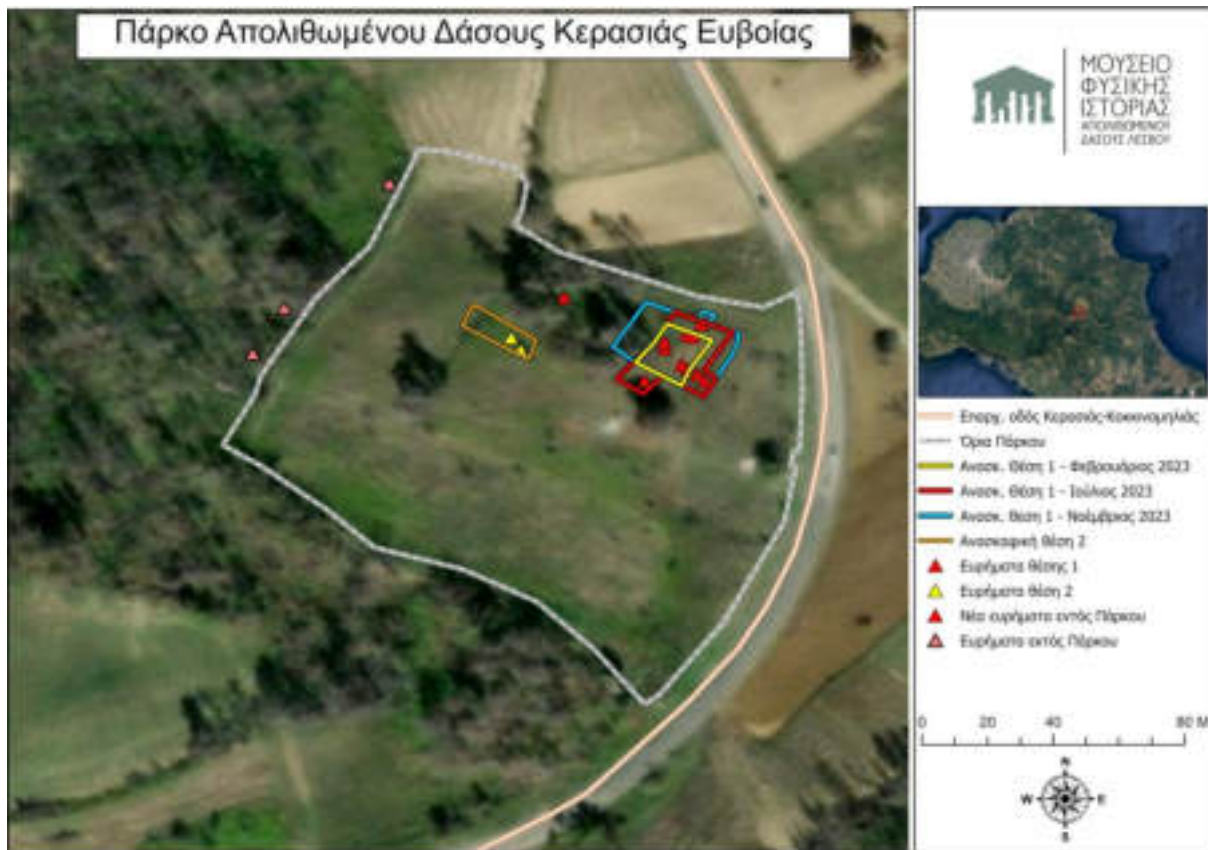 Πάρκο Απολιθωμένου Δάσους Κερασιάς Ευβοίας
ΜΟΥΣΕΙΟ
ΦΥΣΙΚΗΣ
ΙΣΤΟΡΙΑΣ
ΑΠΟΛΙΘΩΜΕΝΟΥ
ΔΑΣΟΥΣ ΛΕΣΒΟΥ
Επαρχ. οδός Κερασιάς-Κοκκινομηλιάς
Όρια Πάρκου
Ανασκ. Θέση 1 - Φεβρουάριος 2023
Ανασκ. Θέση 1 - Ιούλιος 2023
Ανασκ. Θεση 1 - Νοέμβριος 2023
Ανασκαφική Θέση 2
Ευρήματα θέσης 1
Ευρήματα θέση 2
Νέα ευρήματα εντός Πάρκου
Ευρήματα εκτός Πάρκου
0 20 40 80 M
N
W E
S